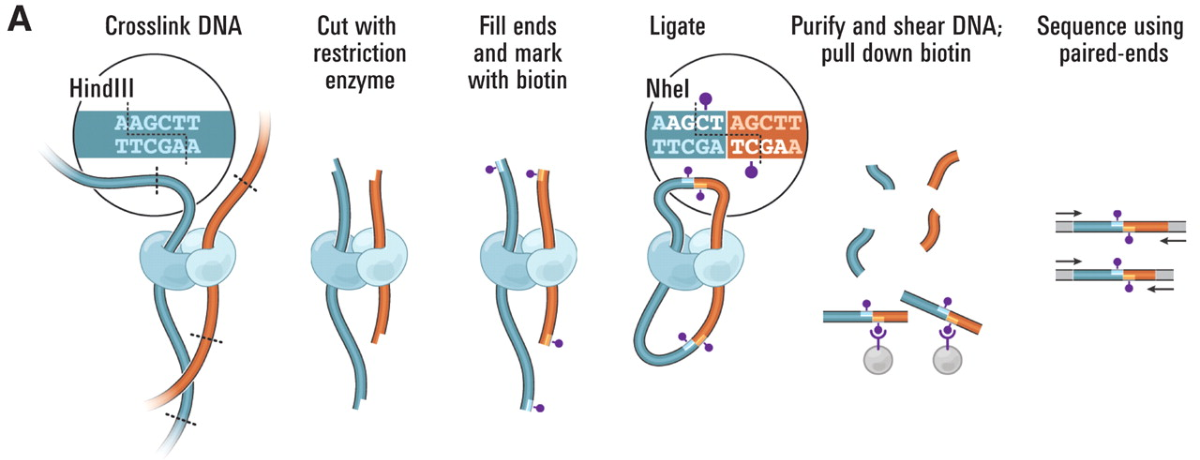 A
Crosslink DNA
HindIII
AAGCTT
TTCGAA
Cut with
restriction
enzyme
Fill ends
and mark
with biotin
Ligate
NheI
AAGCT AGCTT
TTCGA TCGAA
Purify and shear DNA;
pull down biotin
Sequence using
paired-ends